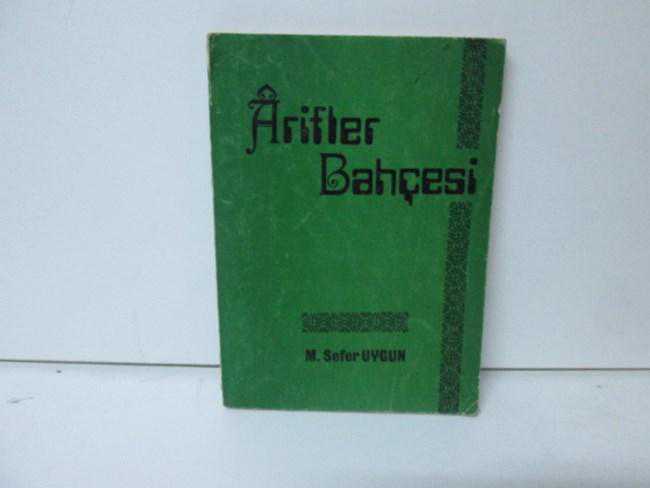 Ârifler
Bahçesi
M. Sefer UYGUN